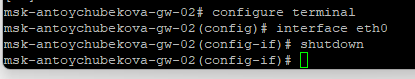 msk-antoychubekova-gw-02# configure terminal
msk-antoychubekova-gw-02(config)# interface eth0
msk-antoychubekova-gw-02(config-if)# shutdown
msk-antoychubekova-gw-02(config-if)#